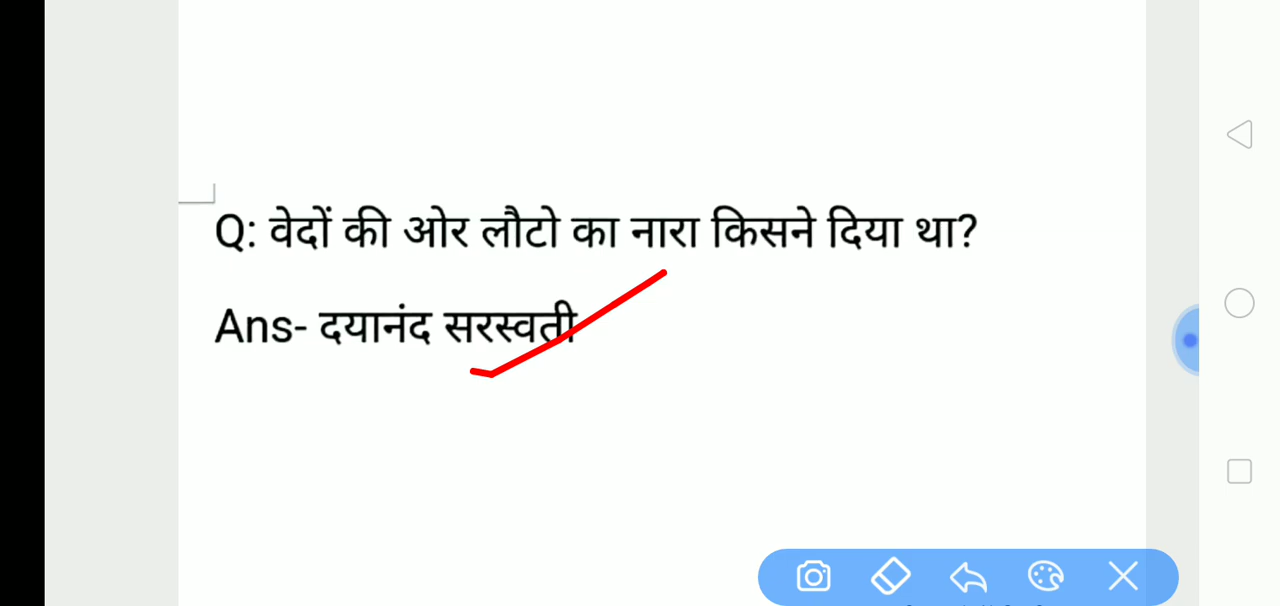 Q: वेदों की ओर लौटो का नारा किसने दिया था?
Ans- दयानंद सरस्वती